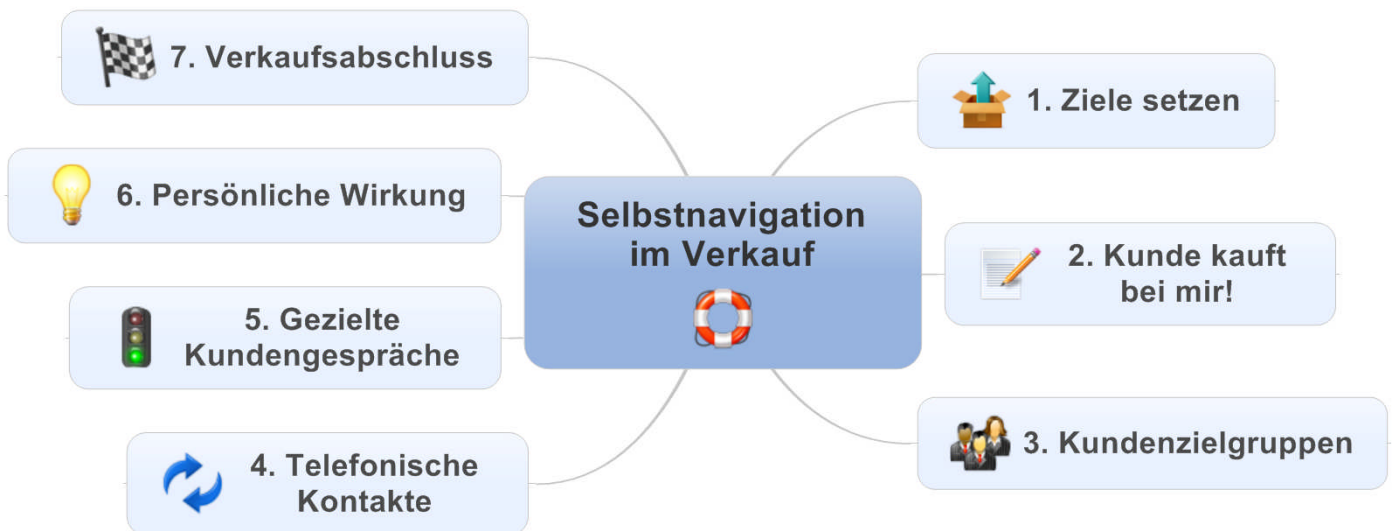 Selbstnavigation
im Verkauf
1. Ziele setzen
2. Kunde kauft
bei mir!
3. Kundenzielgruppen
4. Telefonische
Kontakte
5. Gezielte
Kundengespräche
6. Persönliche Wirkung
7. Verkaufsabschluss